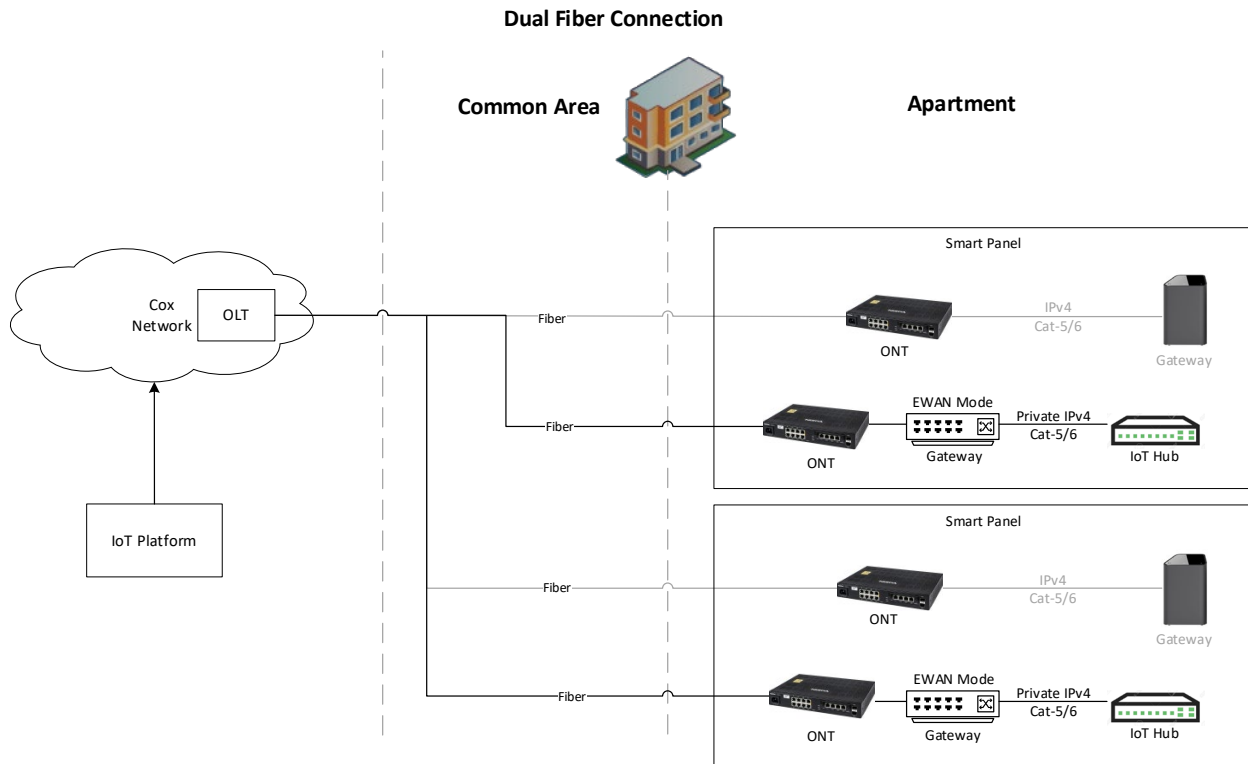 Dual Fiber Connection
Common Area
Apartment
Smart Panel
Cox
Network
OLT
Fiber
ONT
IPv4
Cat-5/6
Gateway
Fiber
ONT
EWAN Mode
Gateway
Private IPv4
Cat-5/6
IoT Hub
IoT Platform
Smart Panel
Fiber
ONT
IPv4
Cat-5/6
Gateway
Fiber
ONT
EWAN Mode
Gateway
Private IPv4
Cat-5/6
IoT Hub